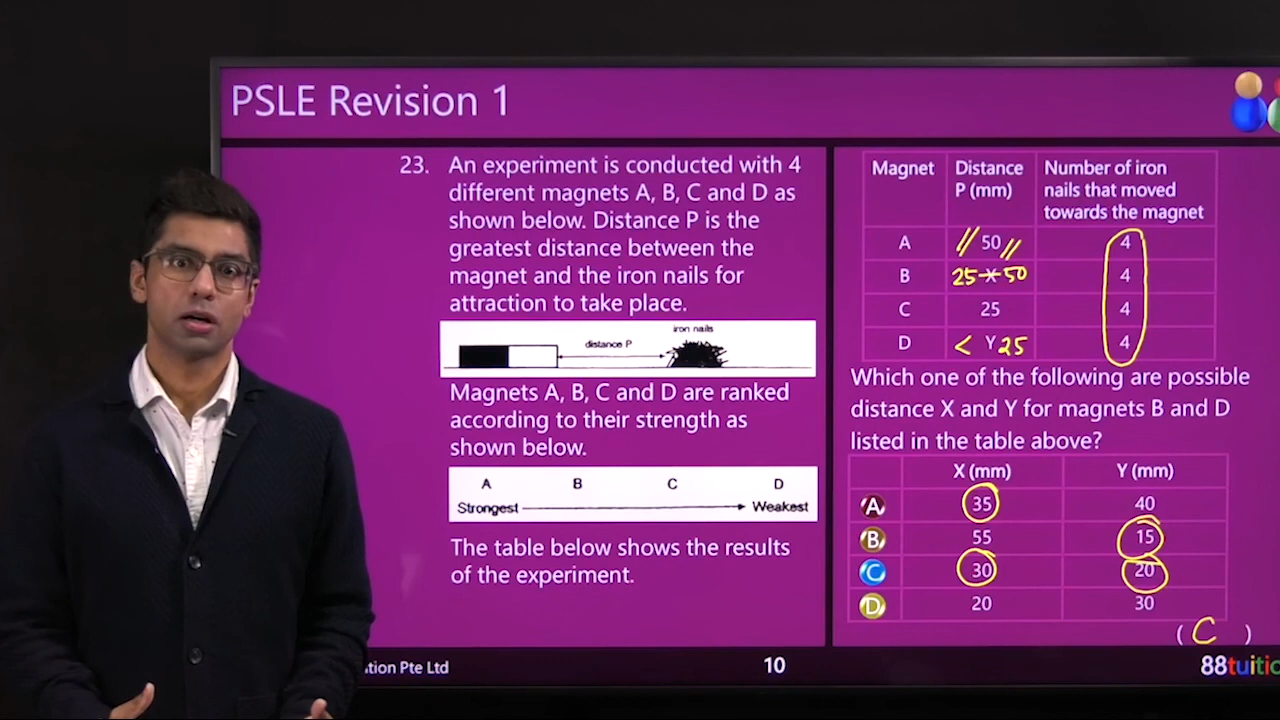 PSLE Revision 1
23. An experiment is conducted with 4
different magnets A, B, C and D as
shown below. Distance P is the
greatest distance between the
magnet and the iron nails for
attraction to take place.
iron nails
distance P
Magnets A, B, C and D are ranked
according to their strength as
shown below.
A B C D
Strongest Weakest
The table below shows the results
of the experiment.
Magnet Distance P (mm) Number of iron nails that moved towards the magnet
A // 50 // 4
B 25 X 50 4
C 25 4
D < Y 25 4
Which one of the following are possible
distance X and Y for magnets B and D
listed in the table above?
X (mm) Y (mm)
A 35 40
B 55 15
C 30 20
D 20 30
( C )
Pte Ltd 10 88tuitio